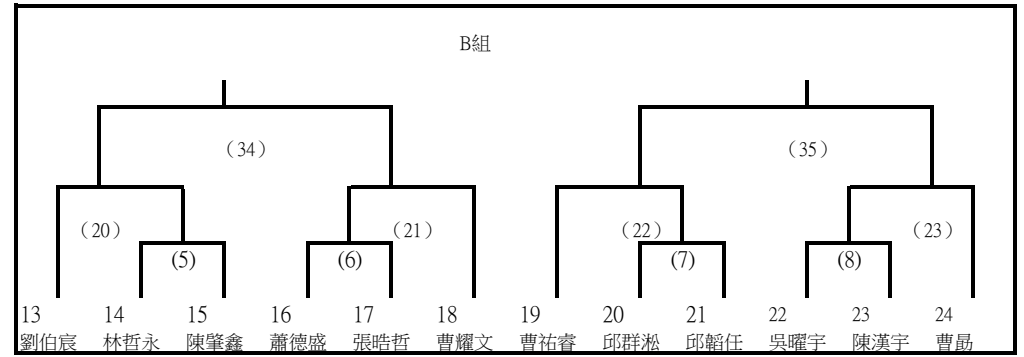 B組
（34） （35）
（20） （21） （22） （23）
(5) (6) (7) (8)
13 14 15 16 17 18 19 20 21 22 23 24
劉伯宸 林哲永 陳肇鑫 蕭德盛 張晧哲 曹耀文 曹祐睿 邱群淞 邱韜任 吳曜宇 陳漢宇 曹勗